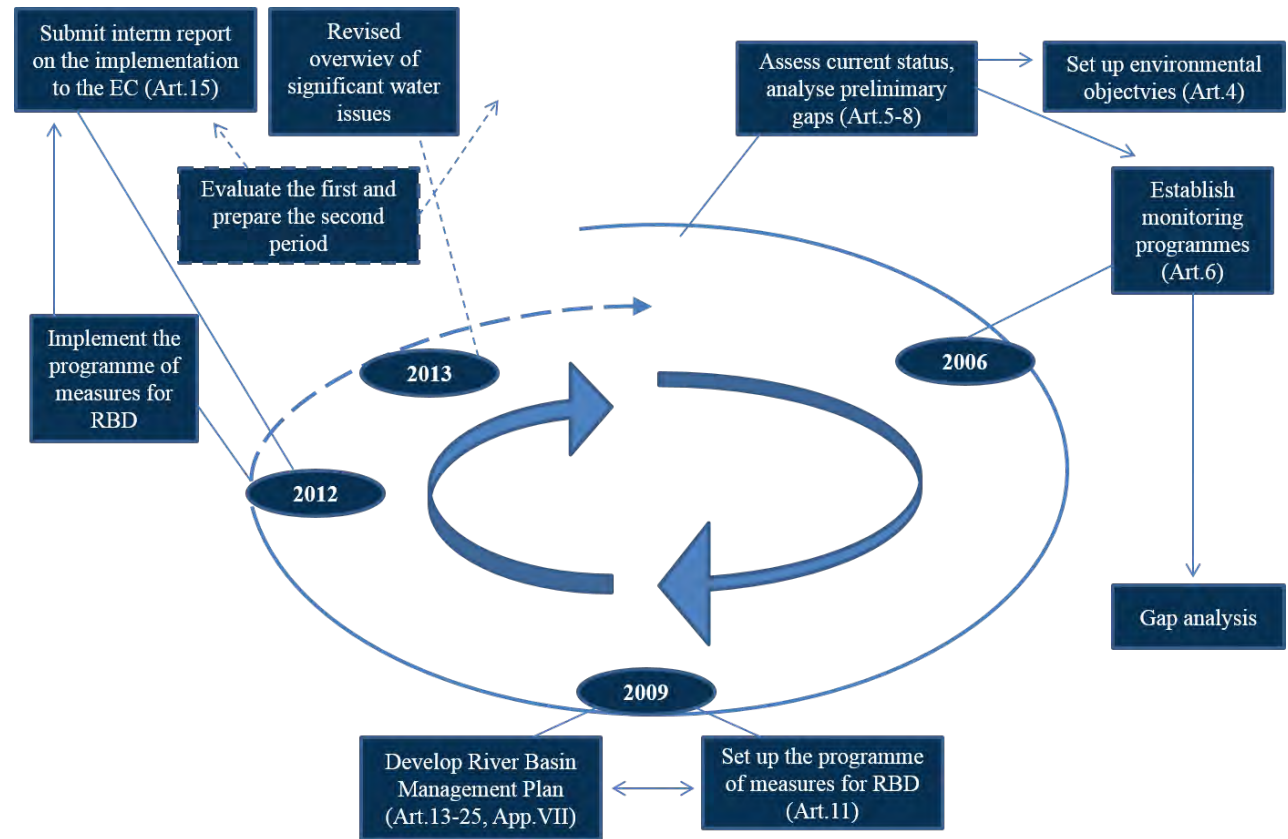 Submit interm report
on the implementation
to the EC (Art.15)
Revised
overwiev of
significant water
issues
Assess current status,
analyse prelinimary
gaps (Art.5-8)
Set up environmental
objectvies (Art.4)
Evaluate the first and
prepare the second
period
Establish
monitoring
programmes
(Art.6)
Implement the
programme of
measures for
RBD
2013
2006
2012
Gap analysis
2009
Develop River Basin
Management Plan
(Art.13-25, App.VII)
Set up the programme
of measures for RBD
(Art.11)